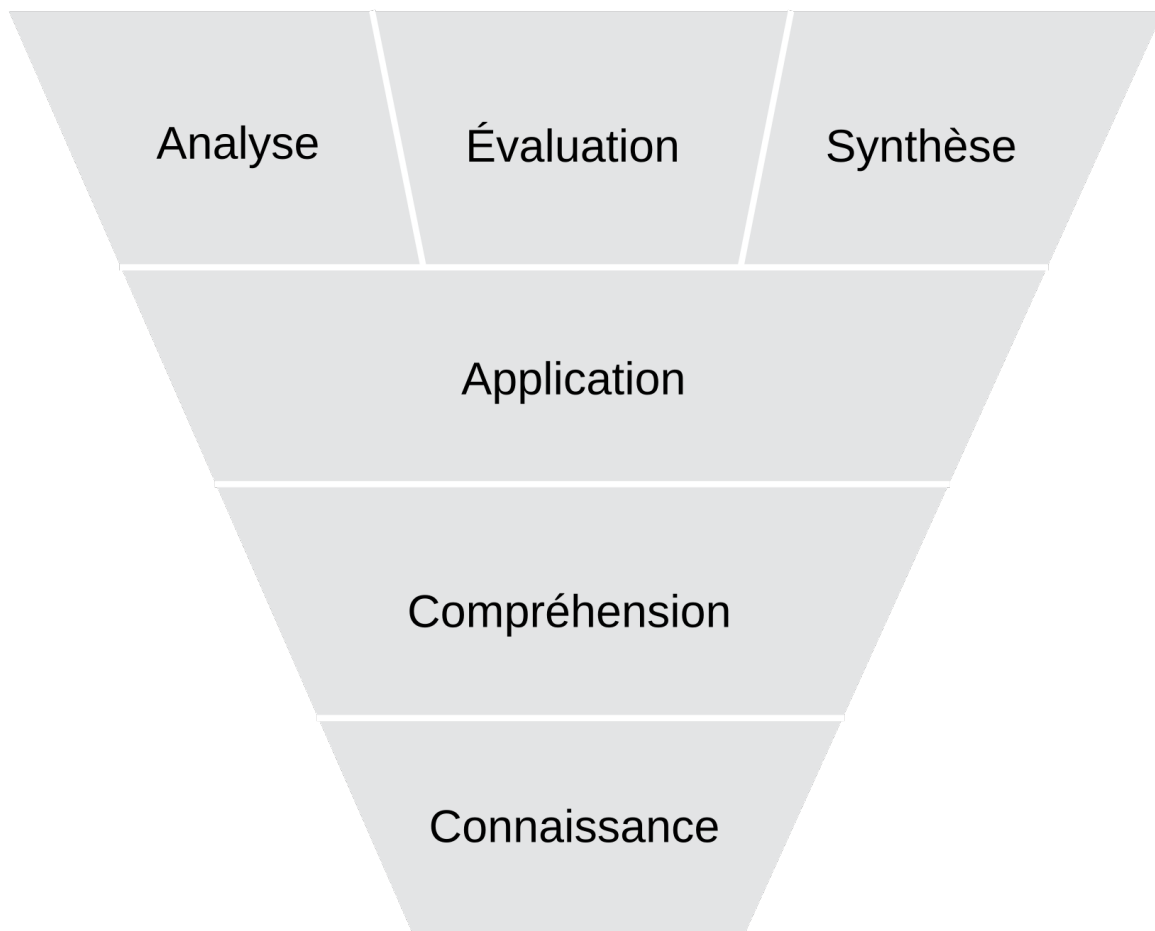 Analyse
Évaluation
Synthèse
Application
Compréhension
Connaissance